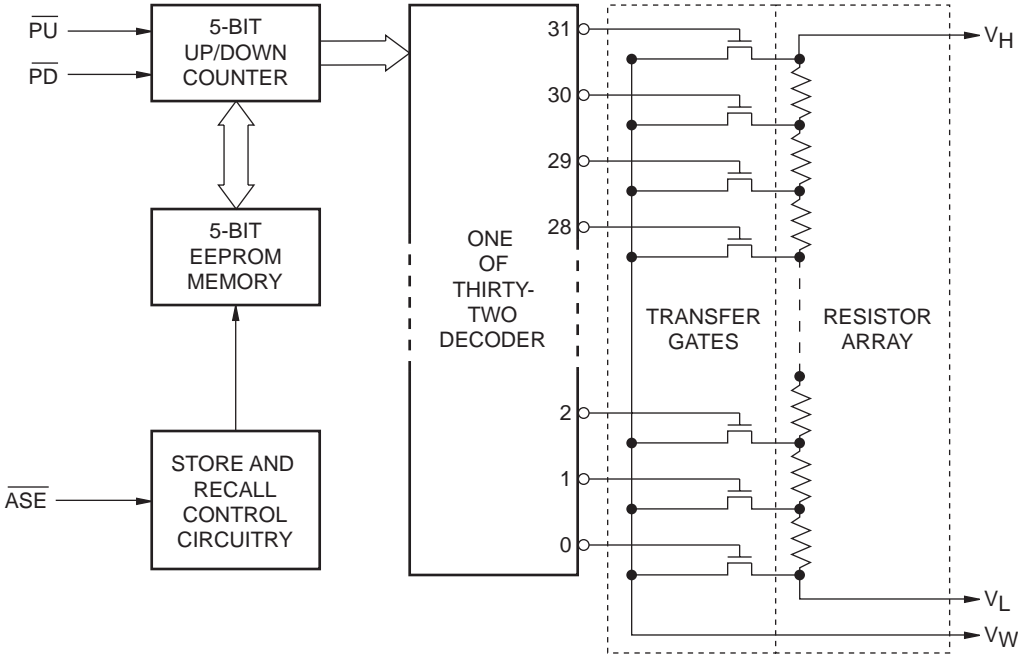 PU
PD
5-BIT
UP/DOWN
COUNTER
5-BIT
EEPROM
MEMORY
ASE
STORE AND
RECALL
CONTROL
CIRCUITRY
ONE
OF
THIRTY-
TWO
DECODER
31
30
29
28
2
1
0
TRANSFER
GATES
RESISTOR
ARRAY
VH
VL
VW